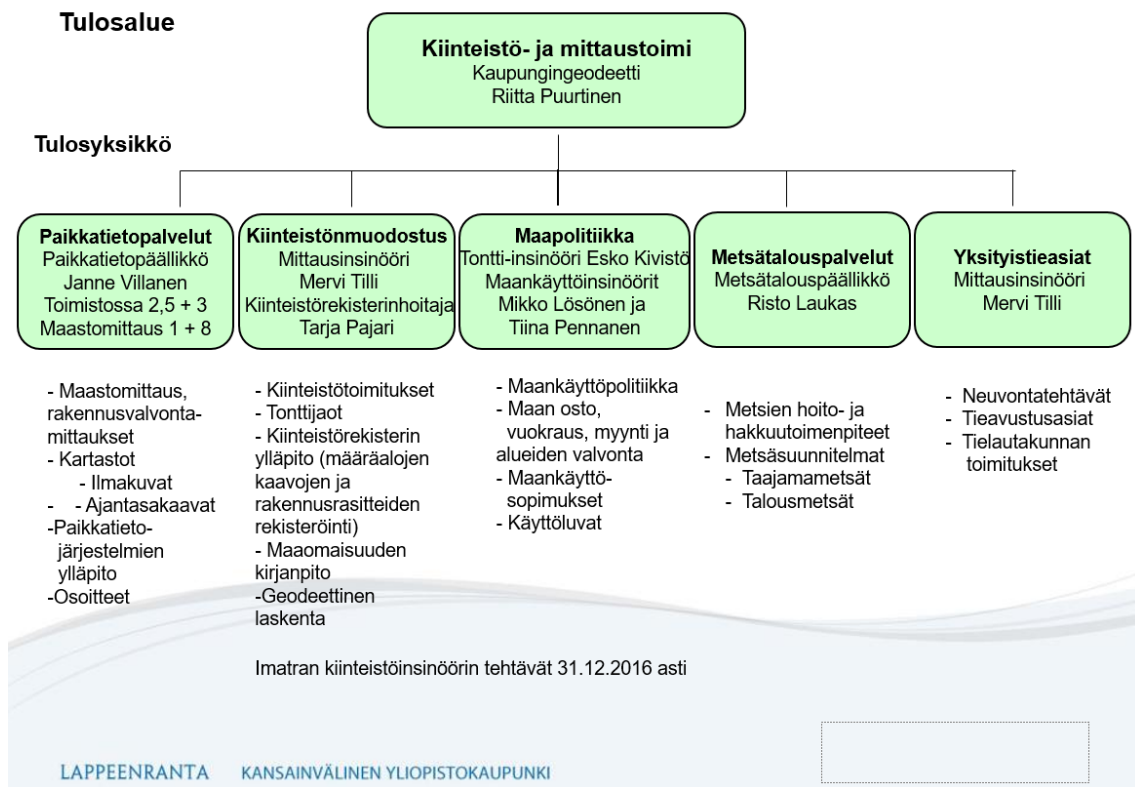 Tulosalue
Kiinteistö- ja mittaustoimi
Kaupungingeodeetti
Riitta Puurtinen
Tulosyksikkö
Paikkatietopalvelut
Paikkatietopäällikkö
Janne Villanen
Toimistossa 2,5 + 3
Maastomittaus 1 + 8
Kiinteistönmuodostus
Mittausinsinööri
Mervi Tilli
Kiinteistörekisterinhoitaja
Tarja Pajari
Maapolitiikka
Tontti-insinööri Esko Kivistö
Maankäyttöinsinöörit
Mikko Lösönen ja
Tiina Pennanen
Metsätalouspalvelut
Metsätalouspäällikkö
Risto Laukas
Yksityistieasiat
Mittausinsinööri
Mervi Tilli
- Maastomittaus,
rakennusvalvonta-
mittaukset
- Kartastot
- Ilmakuvat
- - Ajantasakaavat
-Paikkatieto-
järjestelmien
ylläpito
-Osoitteet
- Kiinteistötoimitukset
- Tonttijaot
- Kiinteistörekisterin
ylläpito (määräalojen
kaavojen ja
rakennusrasitteiden
rekisteröinti)
- Maaomaisuuden
kirjanpito
-Geodeettinen
laskenta
- Maankäyttöpolitiikka
- Maan osto,
vuokraus, myynti ja
alueiden valvonta
- Maankäyttö-
sopimukset
- Käyttöluvat
- Metsien hoito- ja
hakkuutoimenpiteet
- Metsäsuunnitelmat
- Taajamametsät
- Talousmetsät
- Neuvontatehtävät
- Tieavustusasiat
- Tielautakunnan
toimitukset
Imatran kiinteistöinsinöörin tehtävät 31.12.2016 asti
LAPPEENRANTA KANSAINVÄLINEN YLIOPISTOKAUPUNKI